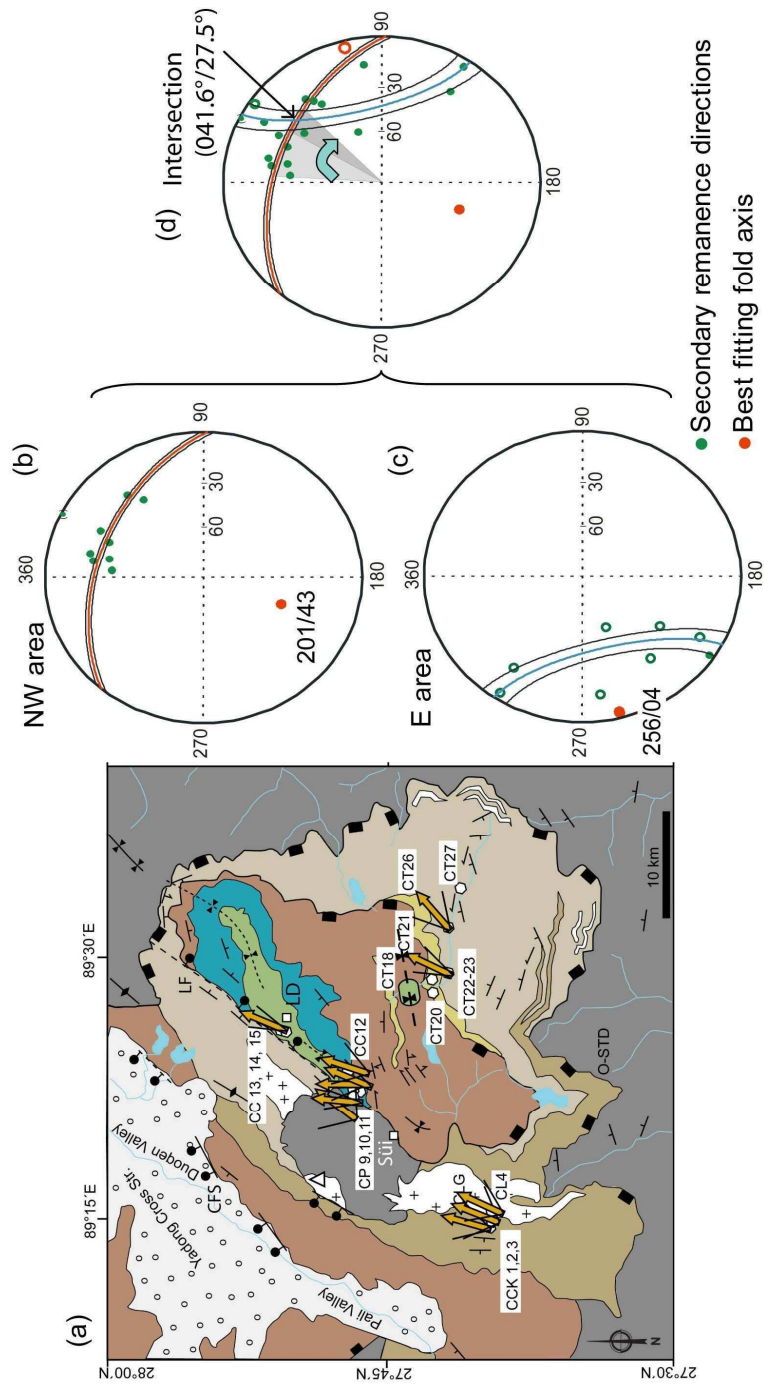 (a)
28°00´N
27°45´N
27°30´N
89°15´E
89°30´E
Yadong Cross Str.
Duoqen Valley
Pali Valley
CFS
LF
LD
CC 13, 14, 15
CC12
CP 9,10,11
Süi
LG
CL4
CCK 1,2,3
CT18
CT21
CT26
CT27
CT20
CT22-23
O-STD
N
10 km
(b)
NW area
360
90
180
270
30
60
201/43
(c)
E area
360
90
180
270
30
60
256/04
(d)
Intersection
(041.6°/27.5°)
90
180
270
30
60
Secondary remanence directions
Best fitting fold axis